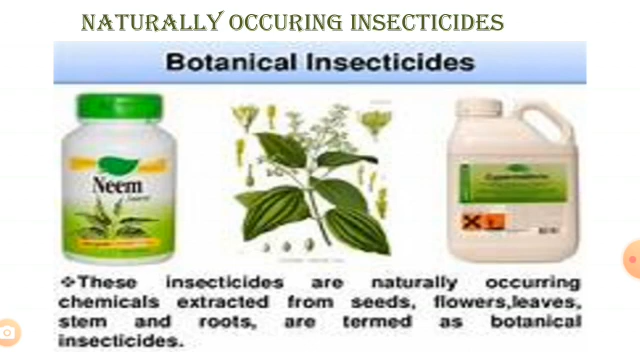 NATURALLY OCCURING INSECTICIDES
Botanical Insecticides
Neem
❖These insecticides are naturally occurring
chemicals extracted from seeds, flowers,leaves,
stem and roots, are termed as botanical
insecticides.